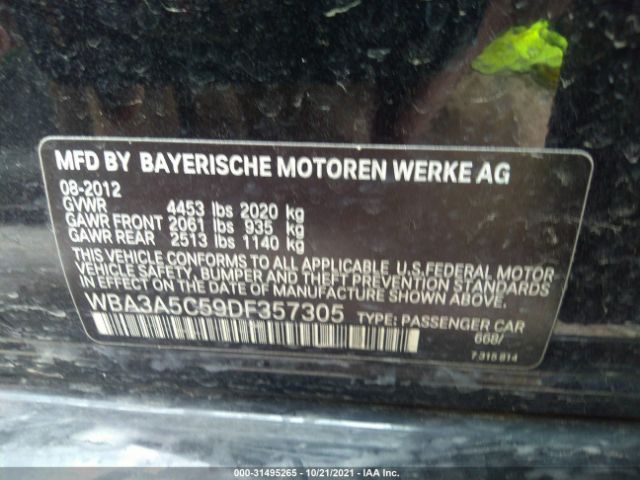 MFD BY BAYERISCHE MOTOREN WERKE AG
08-2012
GVWR 4453 lbs 2020 kg
GAWR FRONT 2061 lbs 935 kg
GAWR REAR 2513 lbs 1140 kg
THIS VEHICLE CONFORMS TO ALL APPLICABLE U.S.FEDERAL MOTOR
VEHICLE SAFETY, BUMPER AND THEFT PREVENTION STANDARDS
IN EFFECT ON THE DATE OF MANUFACTURE SHOWN ABOVE.
WBA3A5C59DF357305 TYPE: PASSENGER CAR
668/
7 315 814
000-31495265 - 10/21/2021 - IAA Inc.